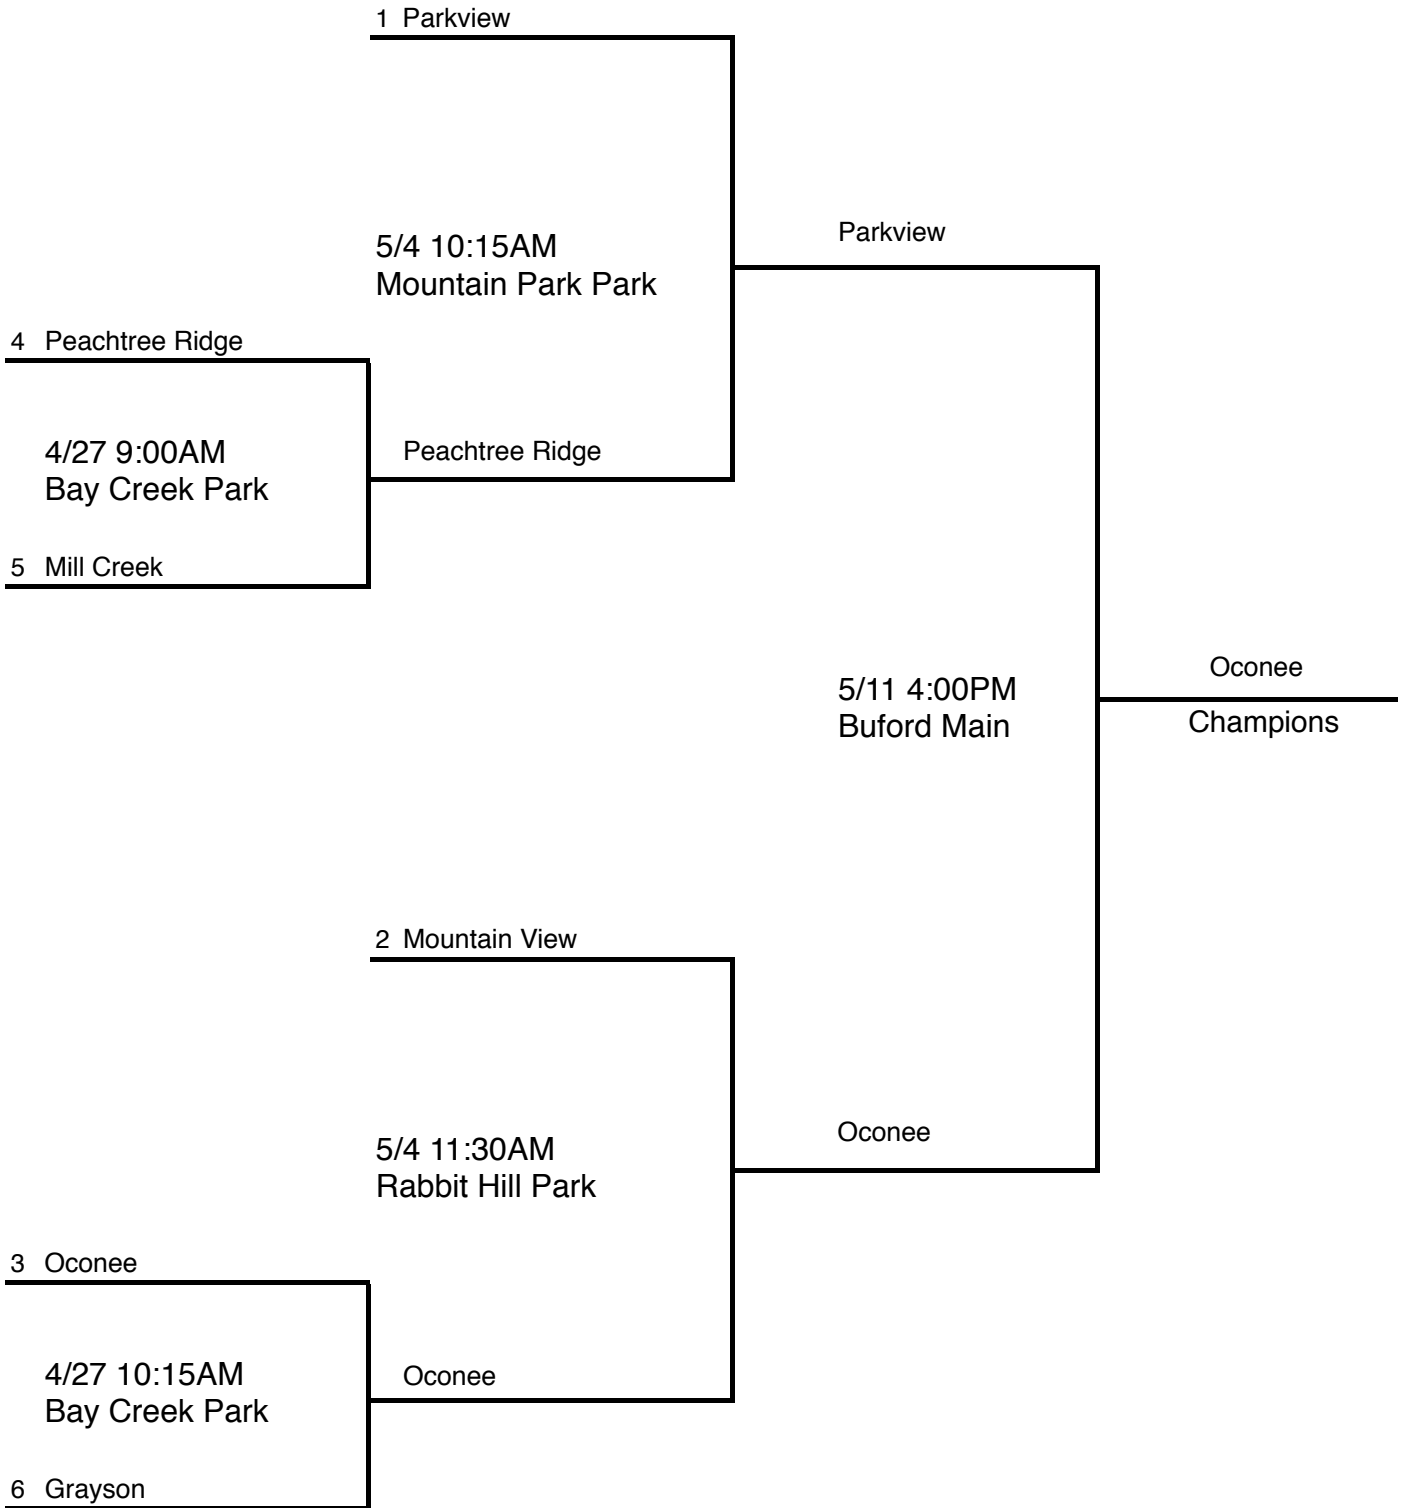 1 Parkview
5/4 10:15AM
Mountain Park Park
Parkview
4 Peachtree Ridge
4/27 9:00AM
Bay Creek Park
Peachtree Ridge
5 Mill Creek
5/11 4:00PM
Buford Main
Oconee
Champions
2 Mountain View
5/4 11:30AM
Rabbit Hill Park
Oconee
3 Oconee
4/27 10:15AM
Bay Creek Park
Oconee
6 Grayson